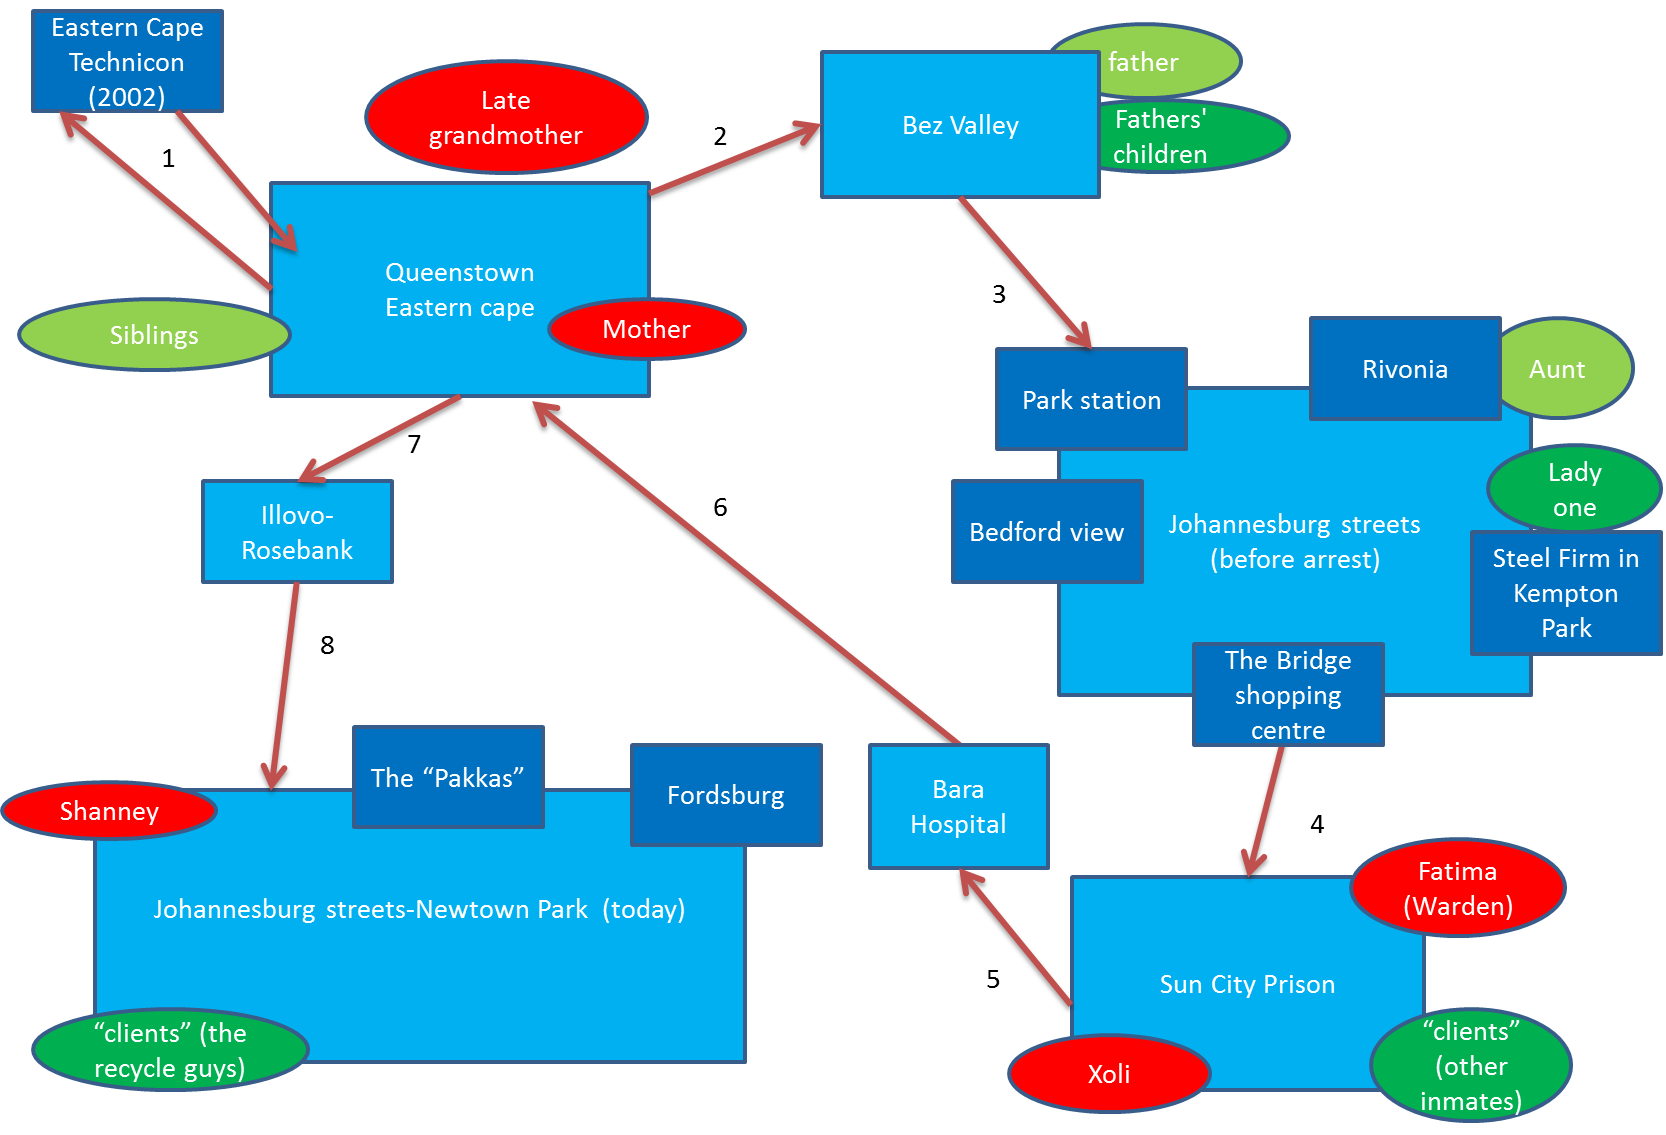 Eastern Cape
Technicon
(2002)
1
Late
grandmother
2
Bez Valley
father
Fathers'
children
Queenstown
Eastern cape
Siblings
Mother
3
Park station
Rivonia
Aunt
Bedford view
Johannesburg streets
(before arrest)
Lady
one
Steel Firm in
Kempton
Park
The Bridge
shopping
centre
7
Illovo-
Rosebank
6
8
4
Shanney
The “Pakkas”
Fordsburg
Bara
Hospital
Johannesburg streets-Newtown Park (today)
“clients” (the
recycle guys)
5
Fatima
(Warden)
Sun City Prison
Xoli
“clients”
(other
inmates)